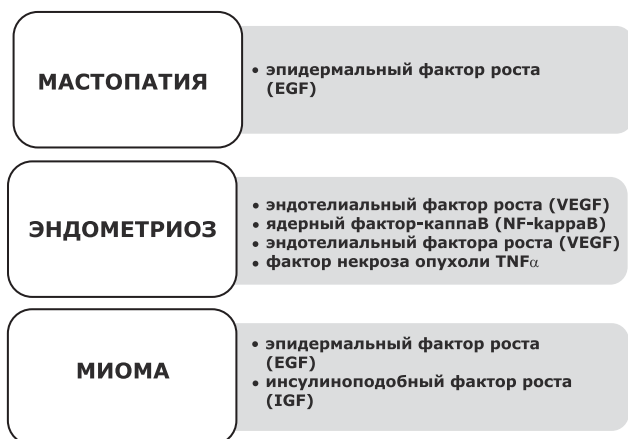 МАСТОПАТИЯ
• эпидермальный фактор роста
(EGF)
ЭНДОМЕТРИОЗ
• эндотелиальный фактор роста (VEGF)
• ядерный фактор-каппаВ (NF-kappaB)
• эндотелиальный фактора роста (VEGF)
• фактор некроза опухоли TNFα
МИОМА
• эпидермальный фактор роста
(EGF)
• инсулиноподобный фактор роста
(IGF)